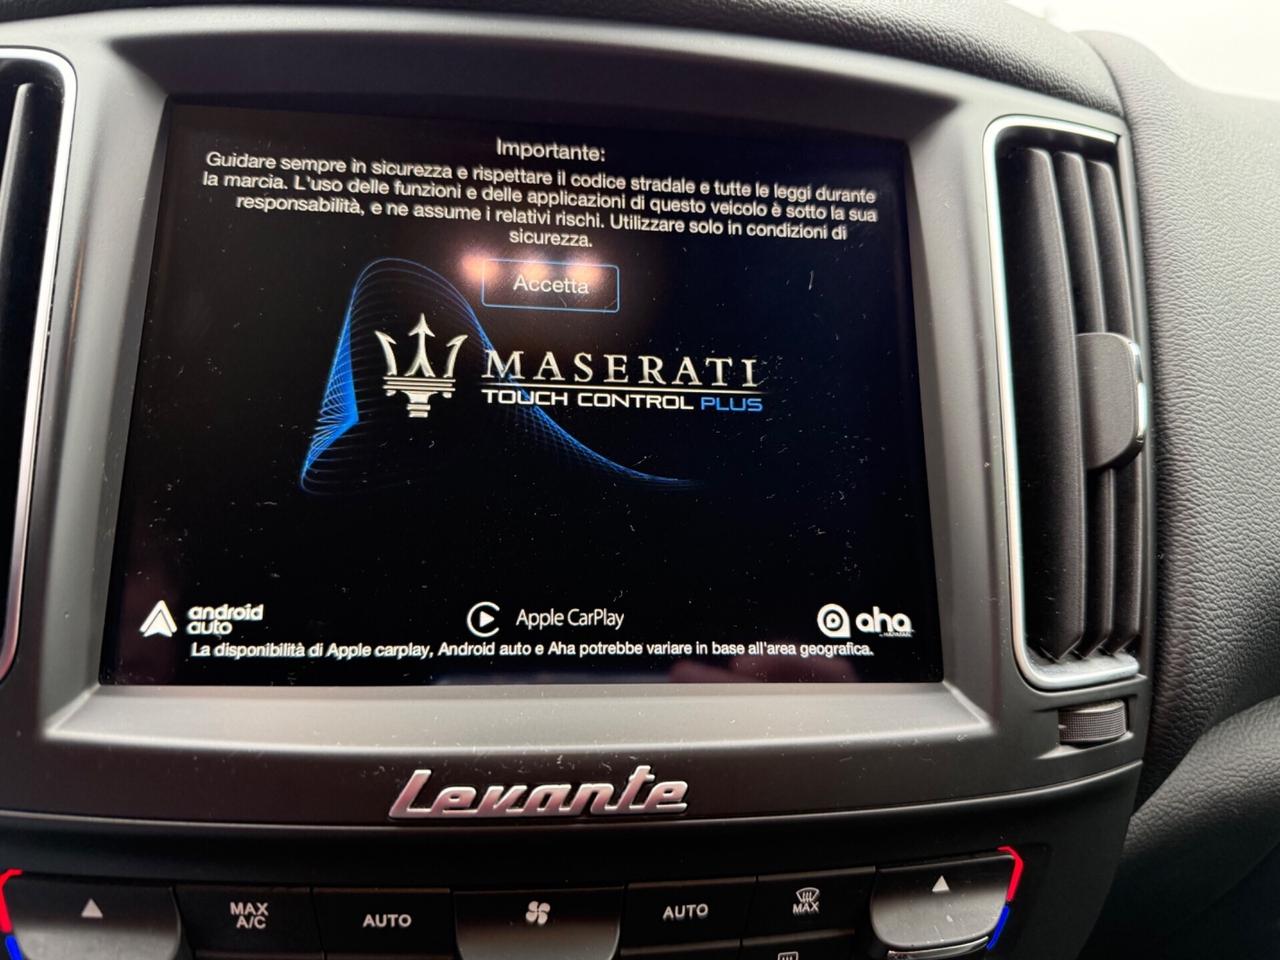 Importante:
Guidare sempre in sicurezza e rispettare il codice stradale e tutte le leggi durante
la marcia. L'uso delle funzioni e delle applicazioni di questo veicolo è sotto la sua
responsabilità, e ne assume i relativi rischi. Utilizzare solo in condizioni di
sicurezza.
Accetta
MASERATI
TOUCH CONTROL PLUS
android
auto
Apple CarPlay
aha
La disponibilità di Apple carplay, Android auto e Aha potrebbe variare in base all'area geografica.
Levante
MAX
A/C
AUTO
AUTO
MAX